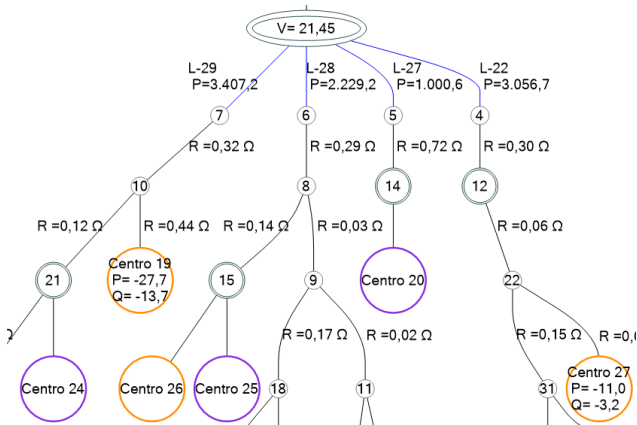 V= 21,45
L-29
P=3.407,2
L-28
P=2.229,2
L-27
P=1.000,6
L-22
P=3.056,7
7
6
5
4
R =0,32 Ω
R =0,29 Ω
R =0,72 Ω
R =0,30 Ω
10
8
14
12
R =0,12 Ω
R =0,44 Ω
R =0,14 Ω
R =0,03 Ω
R =0,06 Ω
21
Centro 19
P= -27,7
Q= -13,7
15
9
Centro 20
22
Ω
R =0,17 Ω
R =0,02 Ω
R =0,15 Ω
R =0,0
Centro 24
Centro 26
Centro 25
18
11
31
Centro 27
P= -11,0
Q= -3,2